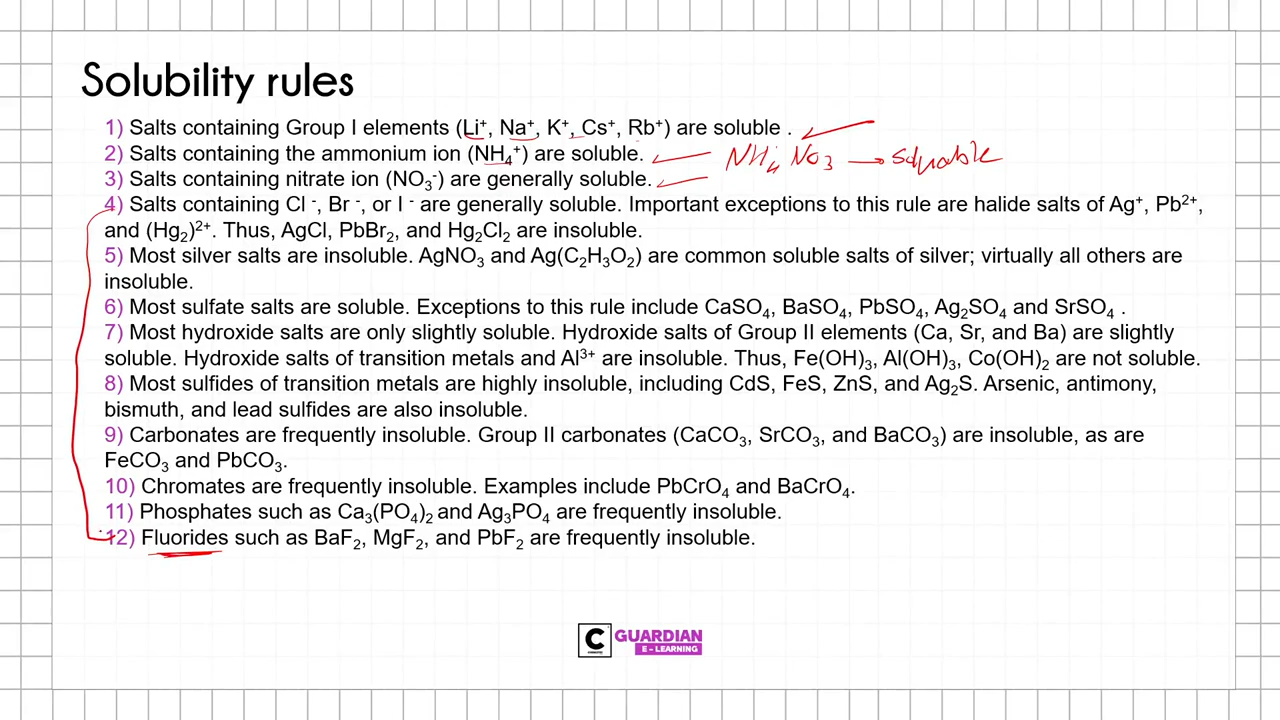 Solubility rules
1) Salts containing Group I elements (Li⁺, Na⁺, K⁺, Cs⁺, Rb⁺) are soluble .
2) Salts containing the ammonium ion (NH₄⁺) are soluble. NH₄ NO₃ → soluable
3) Salts containing nitrate ion (NO₃⁻) are generally soluble.
4) Salts containing Cl ⁻, Br ⁻, or I ⁻ are generally soluble. Important exceptions to this rule are halide salts of Ag⁺, Pb²⁺,
and (Hg₂)²⁺. Thus, AgCl, PbBr₂, and Hg₂Cl₂ are insoluble.
5) Most silver salts are insoluble. AgNO₃ and Ag(C₂H₃O₂) are common soluble salts of silver; virtually all others are
insoluble.
6) Most sulfate salts are soluble. Exceptions to this rule include CaSO₄, BaSO₄, PbSO₄, Ag₂SO₄ and SrSO₄ .
7) Most hydroxide salts are only slightly soluble. Hydroxide salts of Group II elements (Ca, Sr, and Ba) are slightly
soluble. Hydroxide salts of transition metals and Al³⁺ are insoluble. Thus, Fe(OH)₃, Al(OH)₃, Co(OH)₂ are not soluble.
8) Most sulfides of transition metals are highly insoluble, including CdS, FeS, ZnS, and Ag₂S. Arsenic, antimony,
bismuth, and lead sulfides are also insoluble.
9) Carbonates are frequently insoluble. Group II carbonates (CaCO₃, SrCO₃, and BaCO₃) are insoluble, as are
FeCO₃ and PbCO₃.
10) Chromates are frequently insoluble. Examples include PbCrO₄ and BaCrO₄.
11) Phosphates such as Ca₃(PO₄)₂ and Ag₃PO₄ are frequently insoluble.
12) Fluorides such as BaF₂, MgF₂, and PbF₂ are frequently insoluble.
C GUARDIAN
E - LEARNING